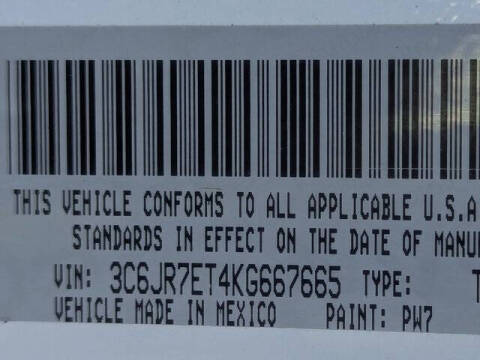 THIS VEHICLE CONFORMS TO ALL APPLICABLE U.S.A
STANDARDS IN EFFECT ON THE DATE OF MANU
VIN: 3C6JR7ET4KG667665 TYPE: T
VEHICLE MADE IN MEXICO PAINT: PW7